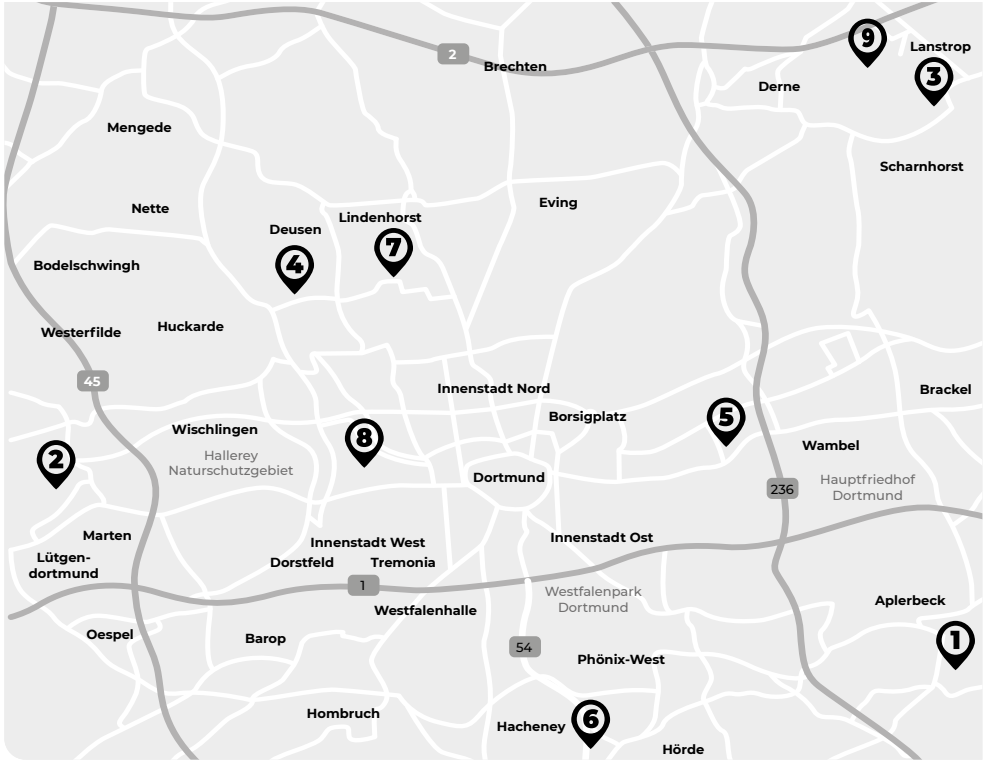 9
Lanstrop
2
Brechten
3
Derne
Mengede
Scharnhorst
Nette
Eving
Lindenhorst
Deusen
7
4
Bodelschwingh
Huckarde
Westerfilde
45
Innenstadt Nord
Brackel
Borsigplatz
5
Wischlingen
8
Wambel
2
Hallerey
Naturschutzgebiet
Dortmund
Hauptfriedhof
Dortmund
236
Marten
Innenstadt West
Innenstadt Ost
Lütgen-
dortmund
Dorstfeld
Tremonia
1
Westfalenpark
Dortmund
Westfalenhalle
Aplerbeck
Oespel
Barop
1
54
Phönix-West
Hombruch
Hacheney
6
Hörde